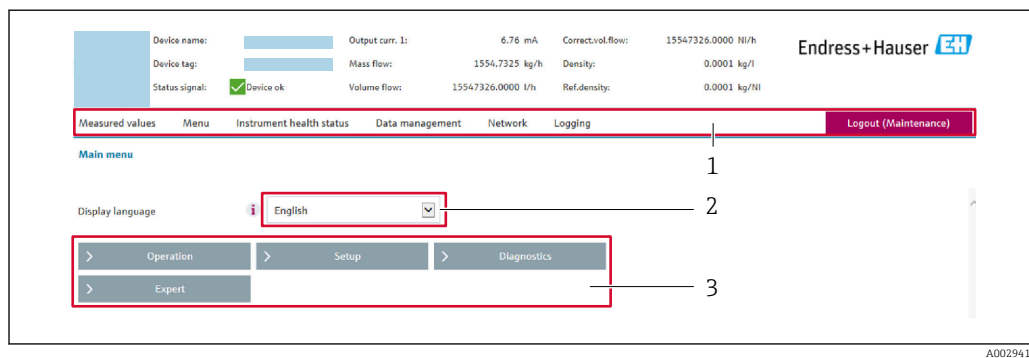 Device name: Output curr. 1: 6.76 mA Correct.vol.flow: 15547326.0000 Nl/h
Endress+Hauser EH
Device tag: Mass flow: 1554.7325 kg/h Density: 0.0001 kg/l
Status signal: Device ok Volume flow: 15547326.0000 l/h Ref.density: 0.0001 kg/Nl
Measured values Menu Instrument health status Data management Network Logging Logout (Maintenance)
1
Main menu
Display language i English 2
> Operation > Setup > Diagnostics
> Expert 3
A002941